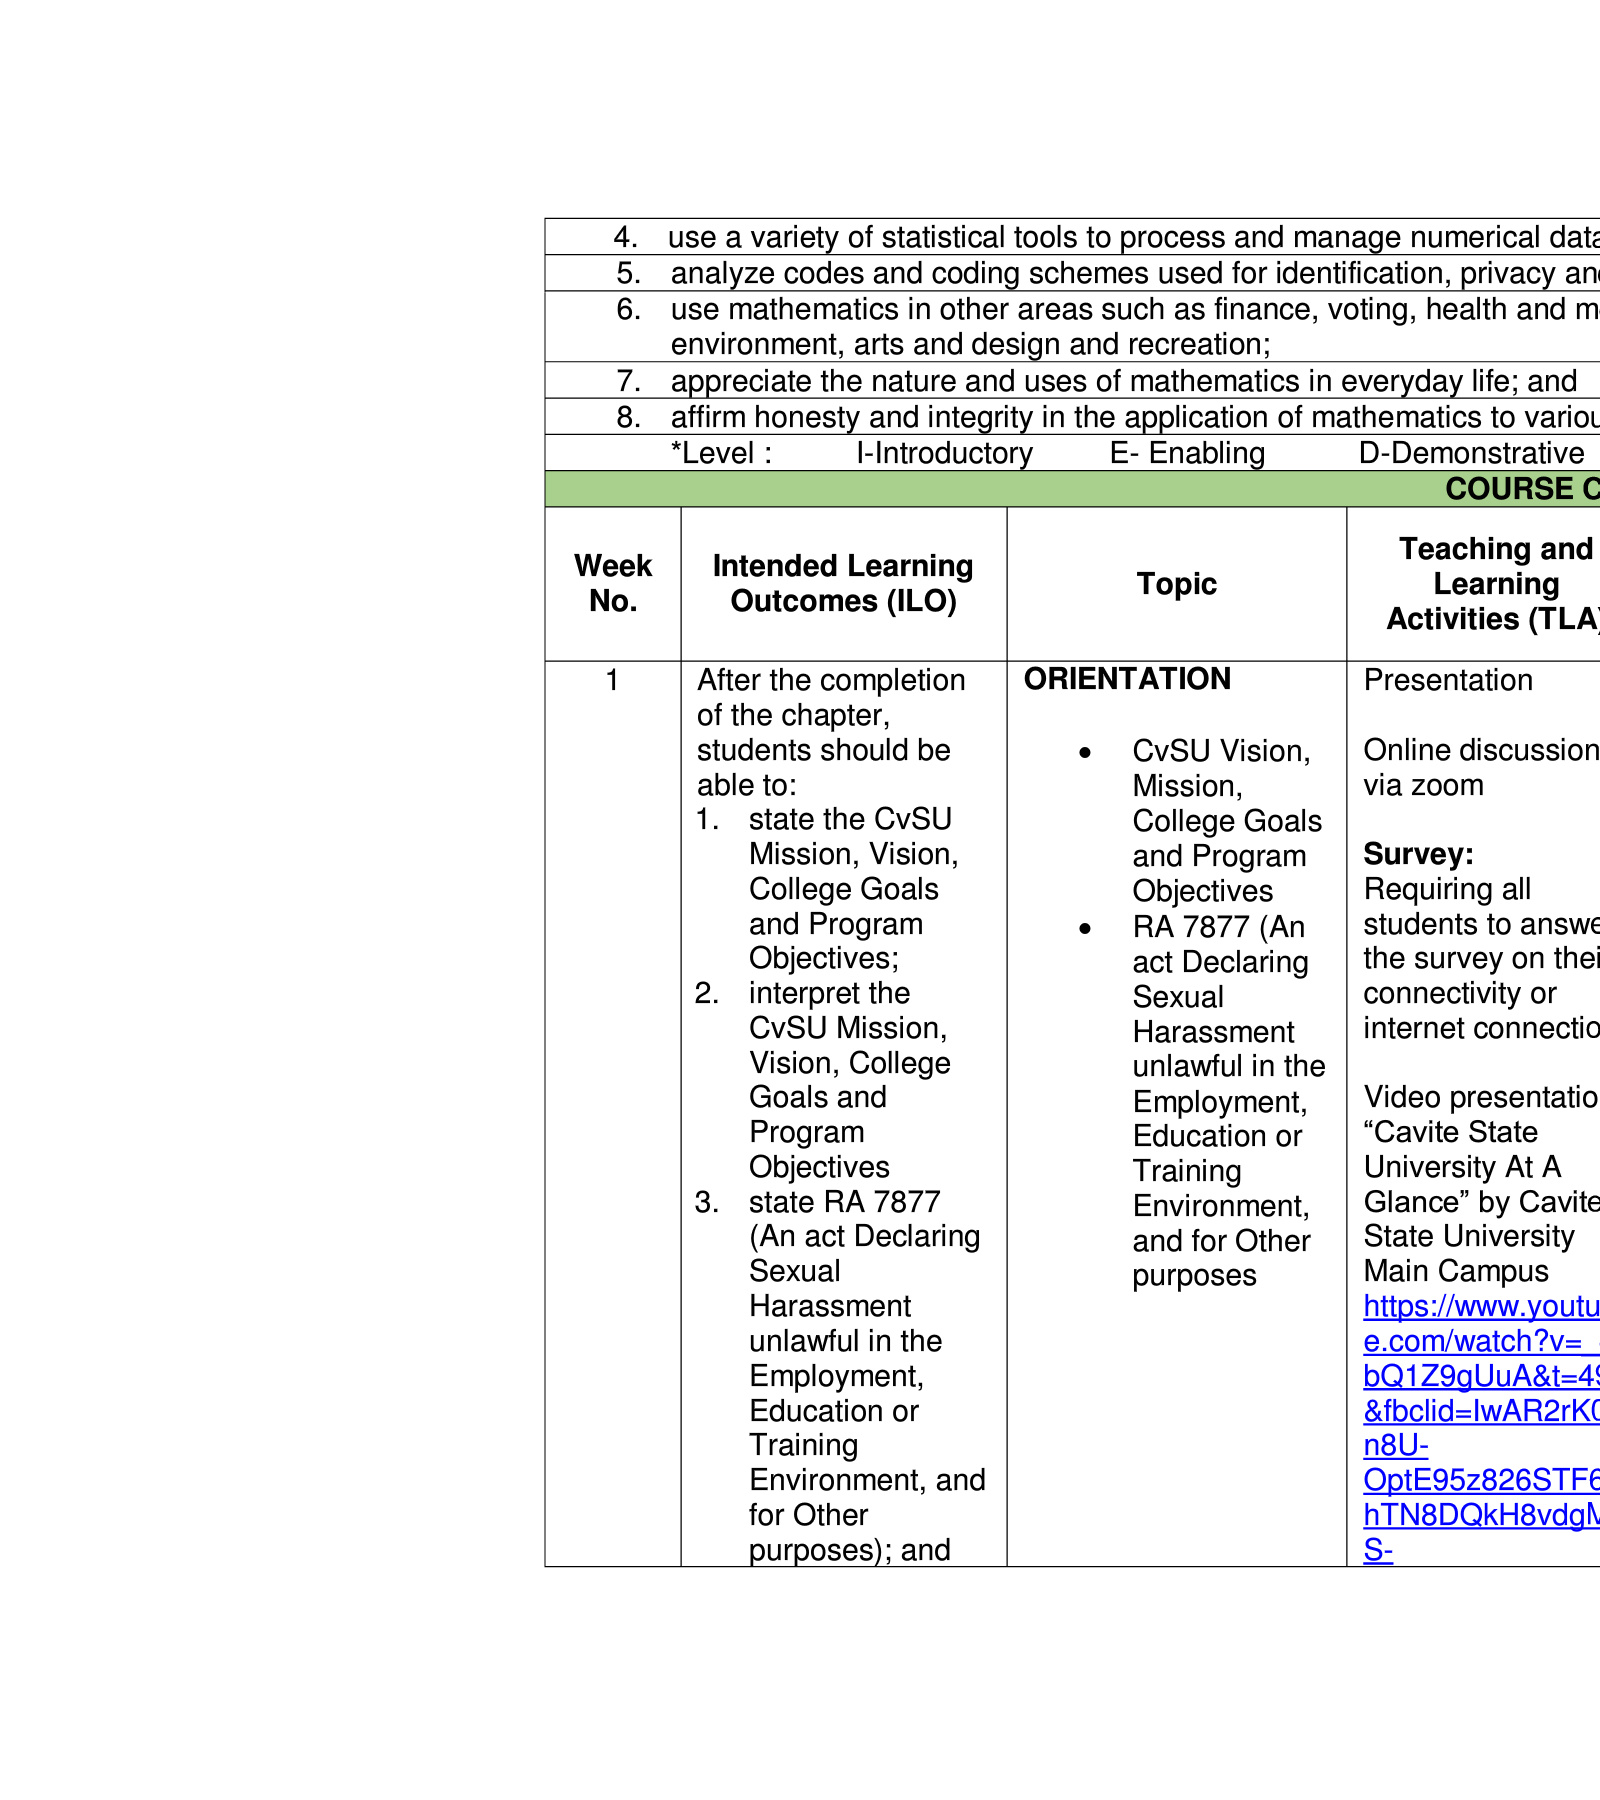 4. use a variety of statistical tools to process and manage numerical data
5. analyze codes and coding schemes used for identification, privacy
6. use mathematics in other areas such as finance, voting, health and
environment, arts and design and recreation;
7. appreciate the nature and uses of mathematics in everyday life; and
8. affirm honesty and integrity in the application of mathematics to
*Level : I-Introductory E- Enabling D-Demonstrative
COURSE
Week
No.
Intended Learning
Outcomes (ILO)
Topic
Teaching and
Learning
Activities (TLA)
1
After the completion
of the chapter,
students should be
able to:
1. state the CvSU
Mission, Vision,
College Goals
and Program
Objectives;
2. interpret the
CvSU Mission,
Vision, College
Goals and
Program
Objectives
3. state RA 7877
(An act Declaring
Sexual
Harassment
unlawful in the
Employment,
Education or
Training
Environment, and
for Other
purposes); and
ORIENTATION
• CvSU Vision,
Mission,
College Goals
and Program
Objectives
• RA 7877 (An
act Declaring
Sexual
Harassment
unlawful in the
Employment,
Education or
Training
Environment,
and for Other
purposes
Presentation
Online discussion
via zoom
Survey:
Requiring all
students to
the survey on
connectivity or
internet
Video
“Cavite State
University At A
Glance” by Cavite
State University
Main Campus
https://www.youtu
e.com/watch?v=_
bQ1Z9gUuA&t=49
&fbclid=IwAR2rK
n8U-
OptE95z826STF6
hTN8DQkH8vdgM
S-